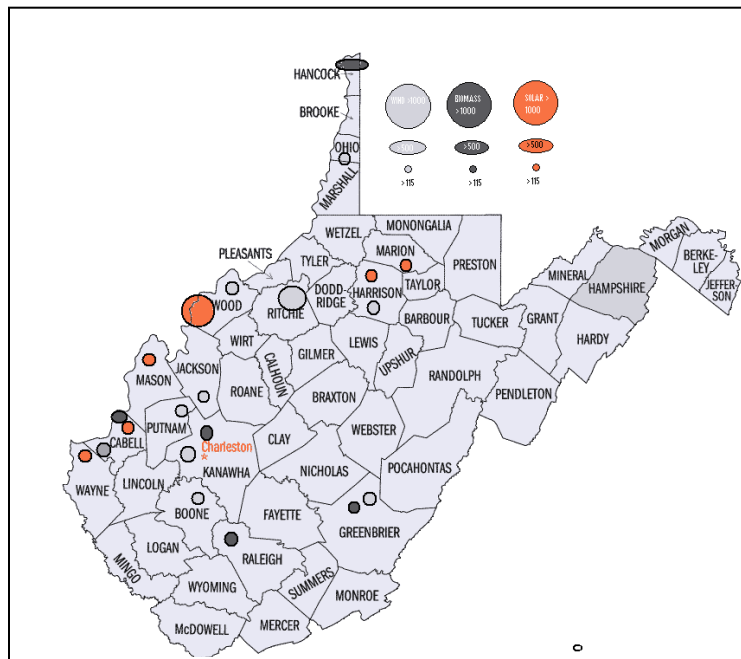 HANCOCK
BROOKE
OHIO
MARSHALL
WIND >1000
BIOMASS
>1000
SOLAR >
1000
>500
>500
>500
>115
>115
>115
WETZEL
MONONGALIA
MARION
PRESTON
MORGAN
BERKE-
LEY
JEFFER
SON
PLEASANTS
TYLER
MINERAL
HAMPSHIRE
WOOD
RITCHIE
DODD-
RIDGE
HARRISON
TAYLOR
BARBOUR
TUCKER
GRANT
HARDY
WIRT
LEWIS
UPSHUR
RANDOLPH
PENDLETON
MASON
JACKSON
ROANE
CALHOUN
GILMER
BRAXTON
WEBSTER
POCAHONTAS
CABELL
PUTNAM
Charleston
*
KANAWHA
CLAY
NICHOLAS
WAYNE
LINCOLN
BOONE
FAYETTE
GREENBRIER
MINGO
LOGAN
RALEIGH
WYOMING
SUMMERS
MONROE
McDOWELL
MERCER